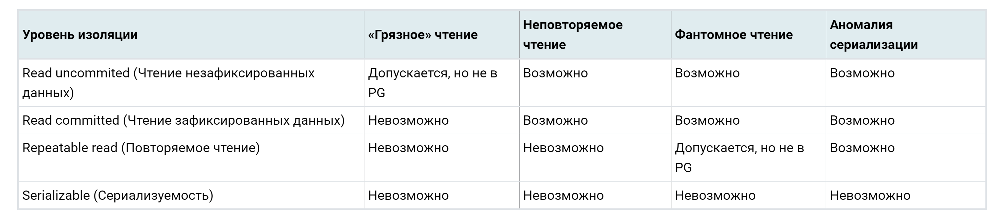 Уровень изоляции
«Грязное» чтение
Неповторяемое
чтение
Фантомное чтение
Аномалия
сериализации
Read uncommited (Чтение незафиксированных
данных)
Допускается, но не в
PG
Возможно
Возможно
Возможно
Read committed (Чтение зафиксированных данных)
Невозможно
Возможно
Возможно
Возможно
Repeatable read (Повторяемое чтение)
Невозможно
Невозможно
Допускается, но не в
PG
Возможно
Serializable (Сериализуемость)
Невозможно
Невозможно
Невозможно
Невозможно